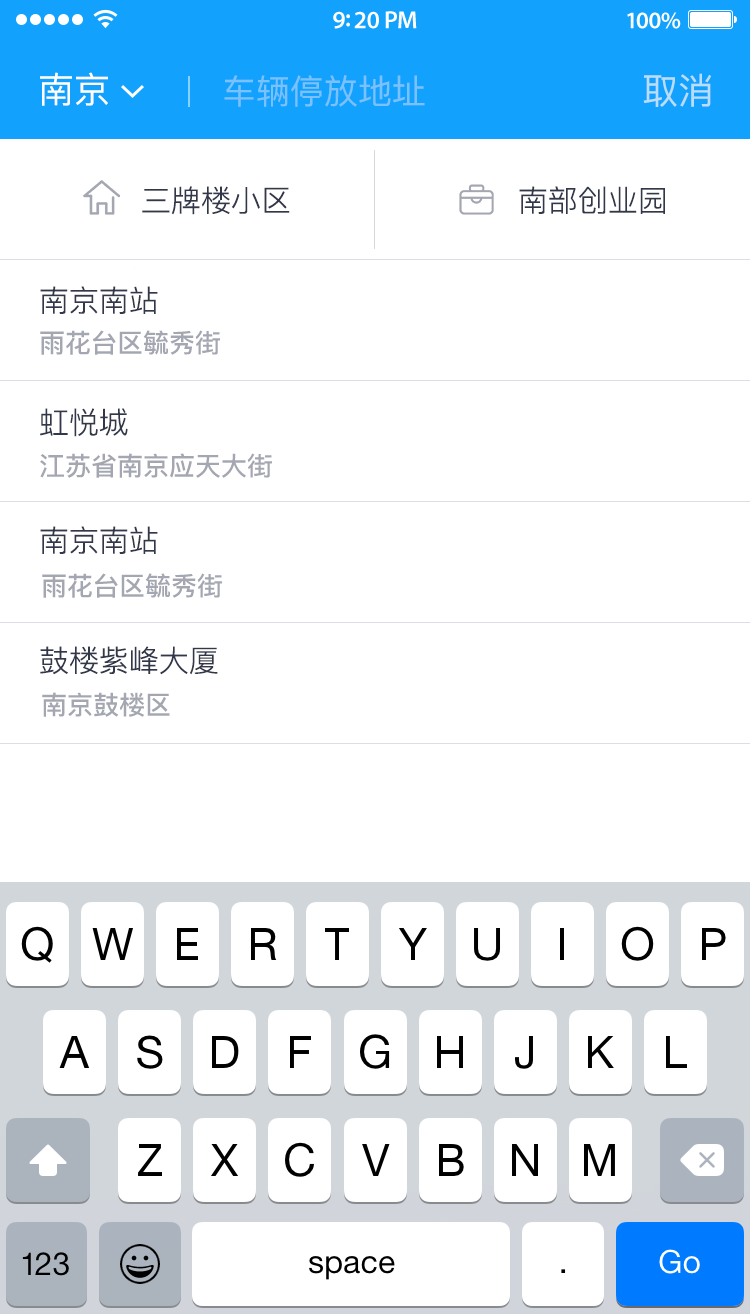 9:20 PM 100%
南京 车辆停放地址 取消
三牌楼小区 南部创业园
南京南站
雨花台区毓秀街
虹悦城
江苏省南京应天大街
南京南站
雨花台区毓秀街
鼓楼紫峰大厦
南京鼓楼区
Q W E R T Y U I O P
A S D F G H J K L
Z X C V B N M
123 space . Go